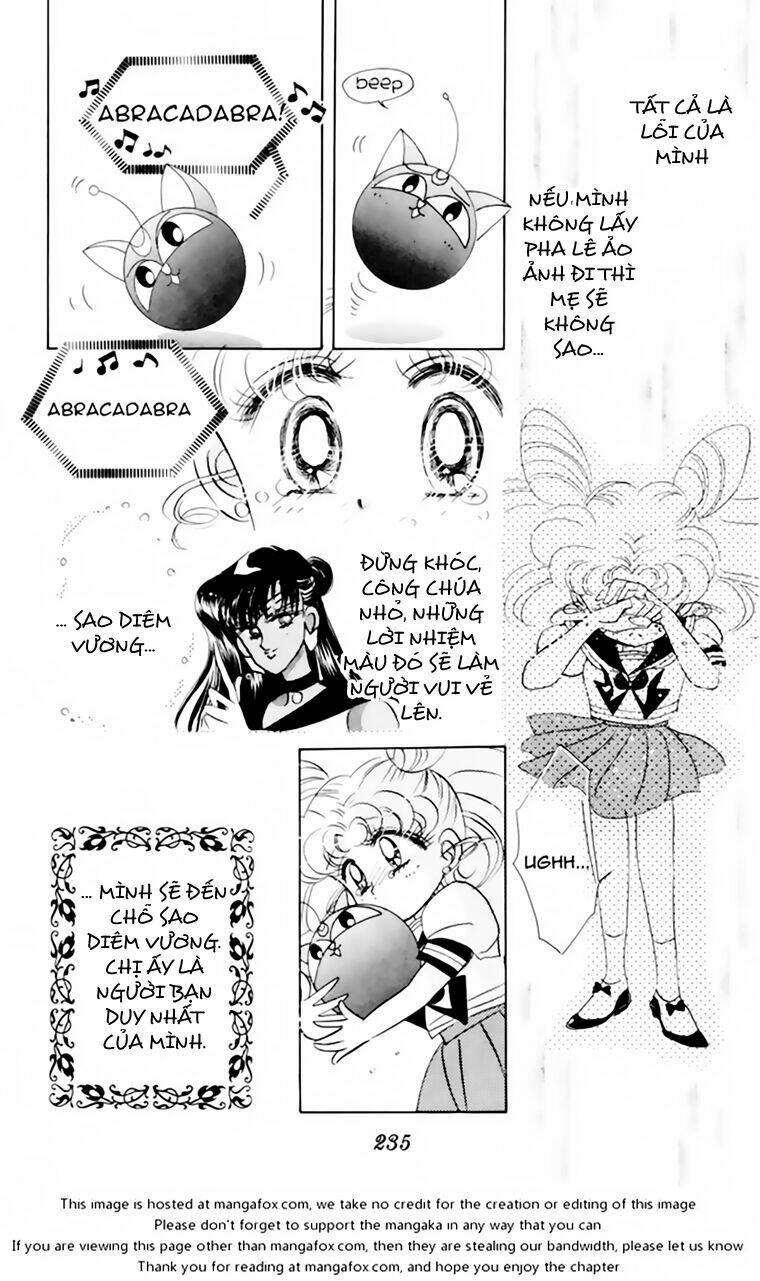 TẤT CẢ LÀ
LỖI CỦA
MÌNH
NẾU MÌNH
KHÔNG LẤY
PHA LÊ ẢO
ẢNH ĐI THÌ
MẸ SẼ
KHÔNG
SAO...
UGHH...
beep
ABRACADABRA!
ABRACADABRA
ĐỪNG KHÓC,
CÔNG CHÚA
NHỎ, NHỮNG
LỜI NHIỆM
MÀU ĐÓ SẼ LÀM
NGƯỜI VUI VẺ
LÊN.
... SAO DIÊM
VƯƠNG...
... MÌNH SẼ ĐẾN
CHỖ SAO
DIÊM VƯƠNG.
CHỊ ẤY LÀ
NGƯỜI BẠN
DUY NHẤT
CỦA MÌNH.
235
This image is hosted at mangafox.com, we take no credit for the creation or editing of this image
Please don't forget to support the mangaka in any way that you can
If you are viewing this page other than mangafox.com, then they are stealing our bandwidth, please let us know
Thank you for reading at mangafox.com, and hope you enjoy the chapter